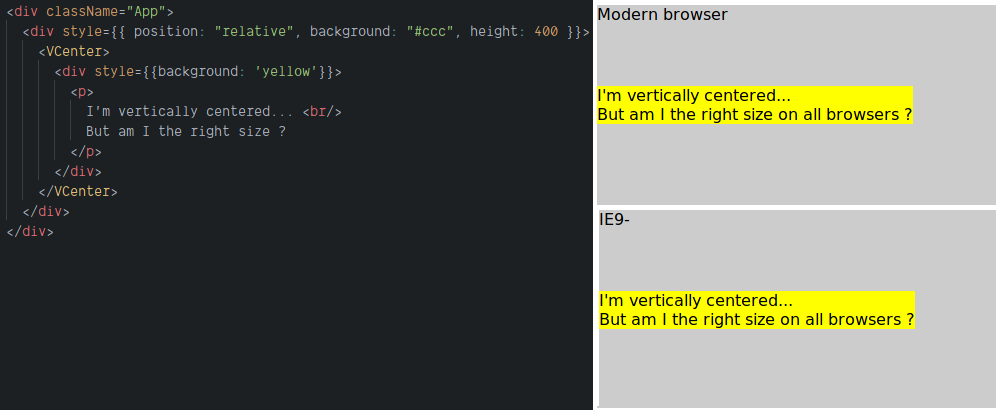 <div className="App">
<div style={{ position: "relative", background: "#ccc", height: 400 }}>
<VCenter>
<div style={{background: 'yellow'}}>
<p>
I'm vertically centered... <br/>
But am I the right size ?
</p>
</div>
</VCenter>
</div>
</div>
Modern browser
I'm vertically centered...
But am I the right size on all browsers ?
IE9-
I'm vertically centered...
But am I the right size on all browsers ?